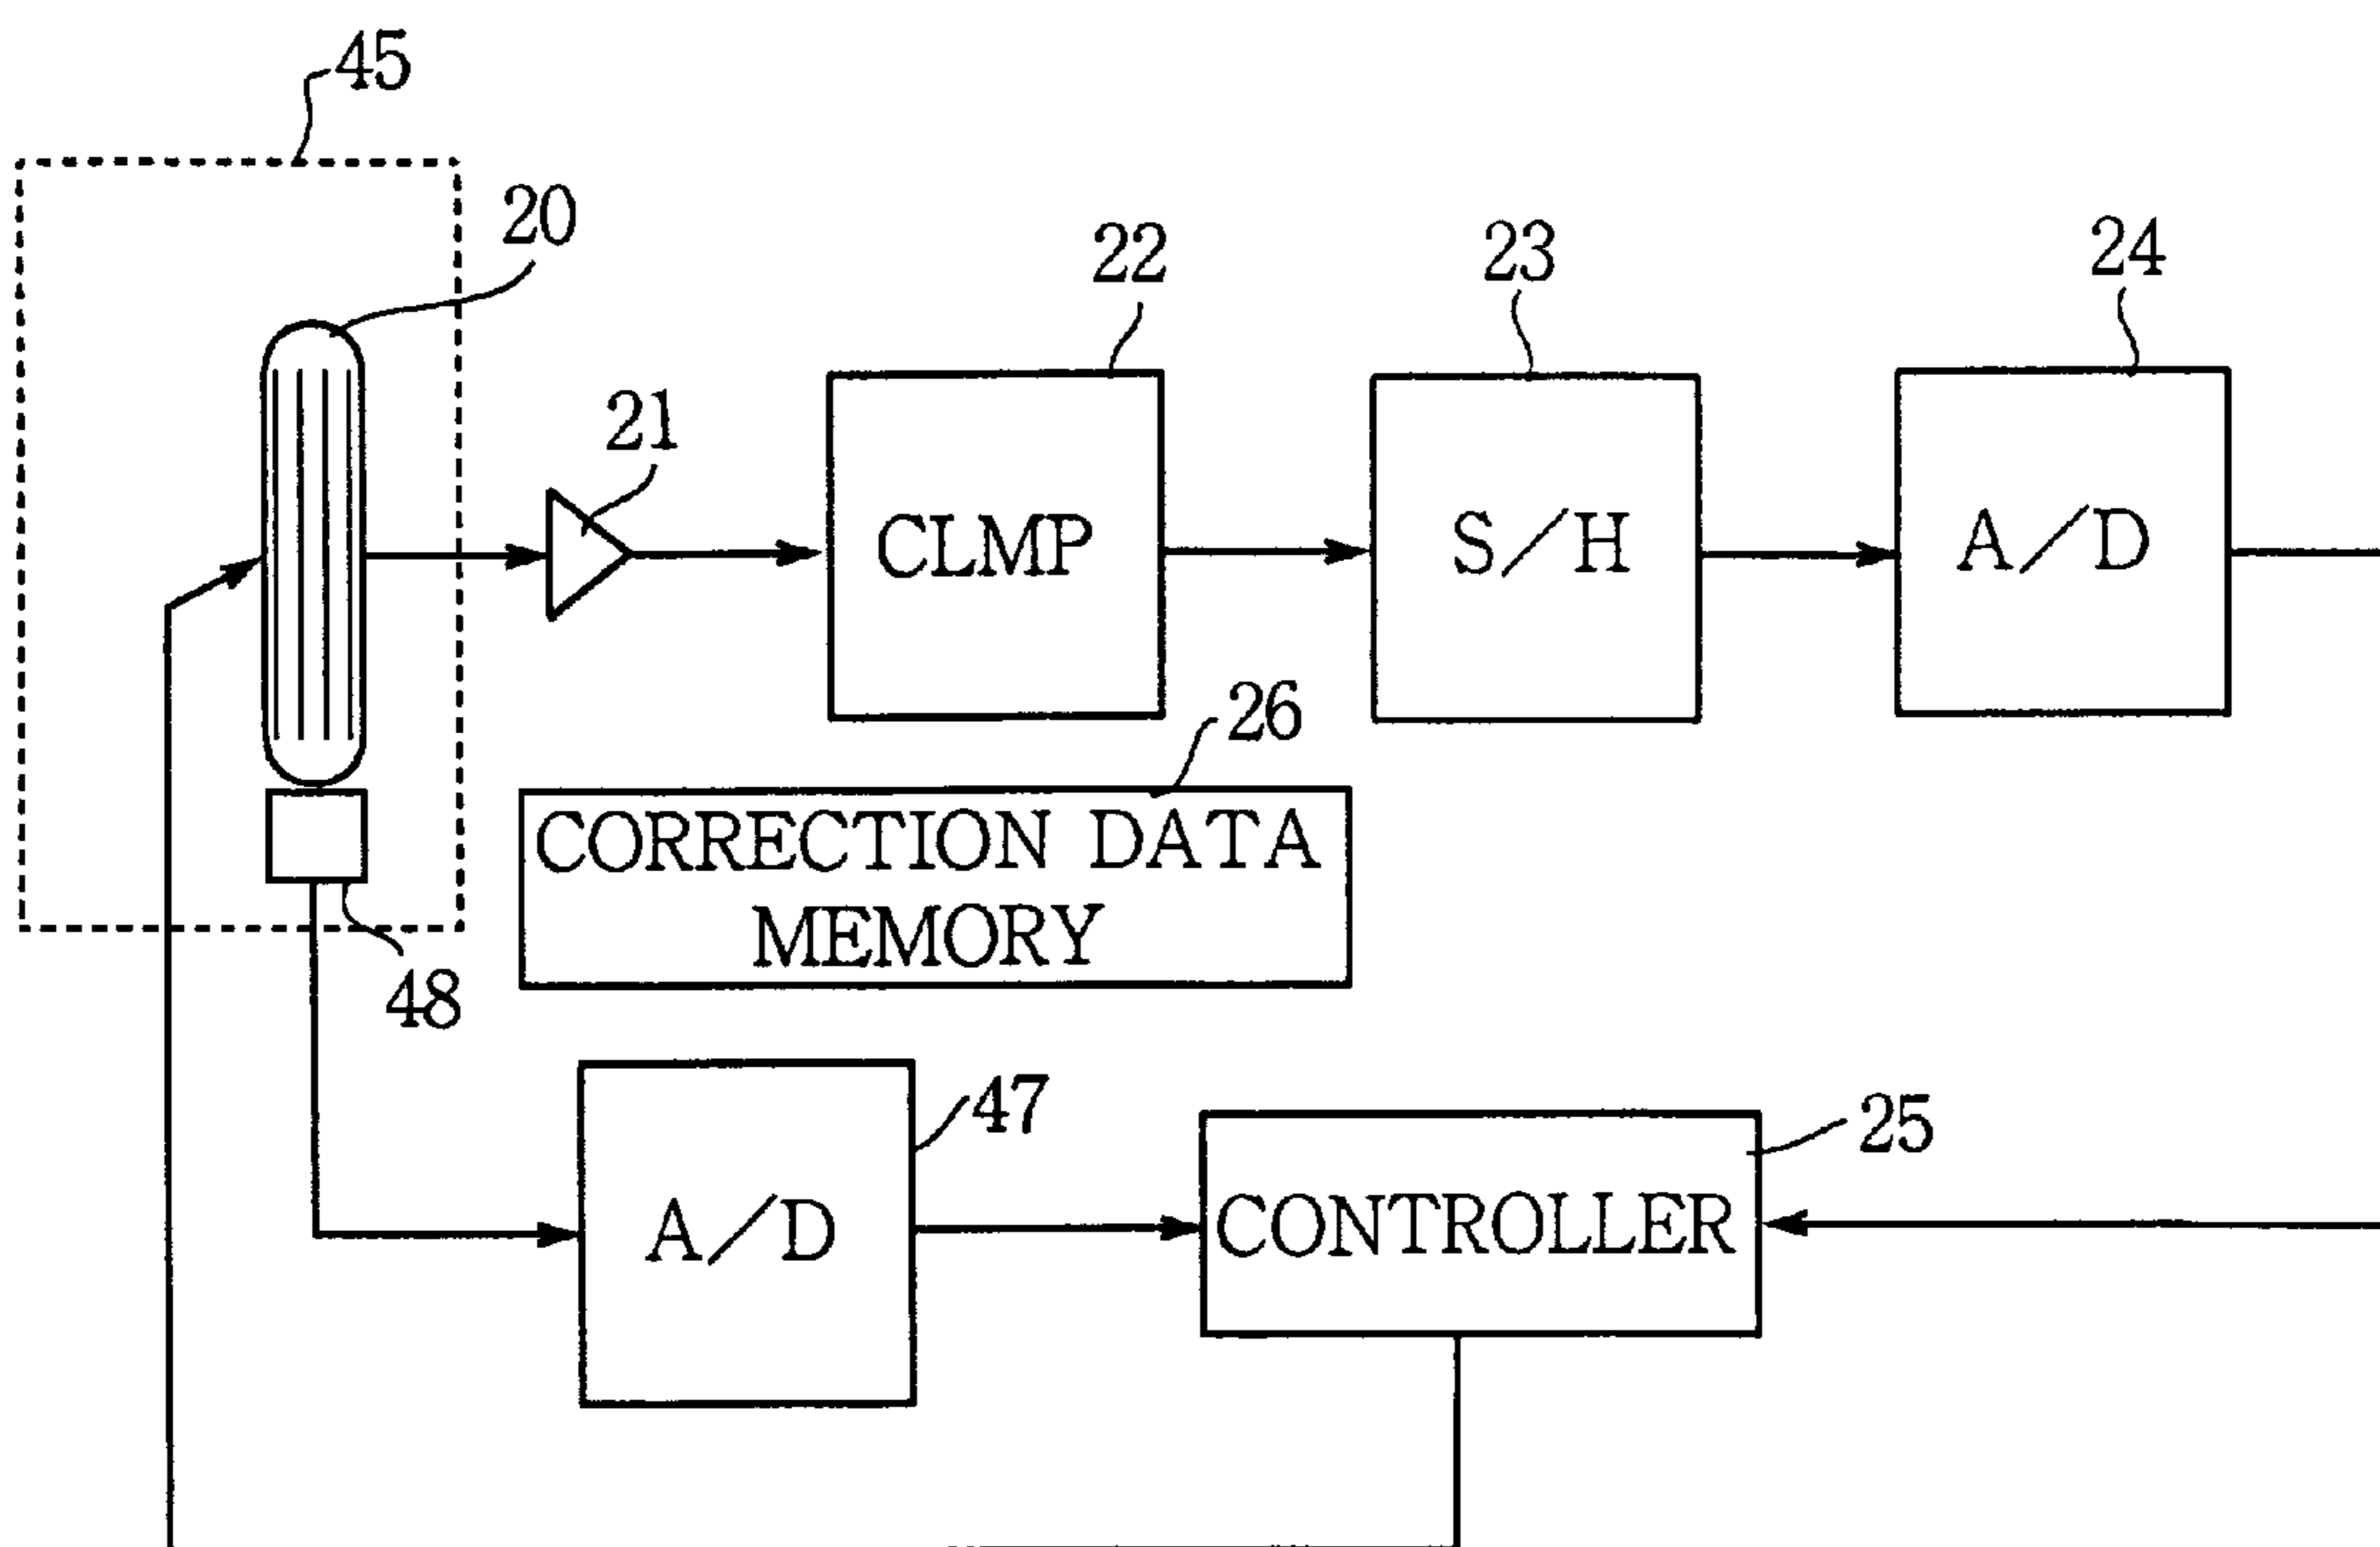 45
20
22
23
24
21
CLMP
S/H
A/D
26
CORRECTION DATA
MEMORY
48
47
25
A/D
CONTROLLER